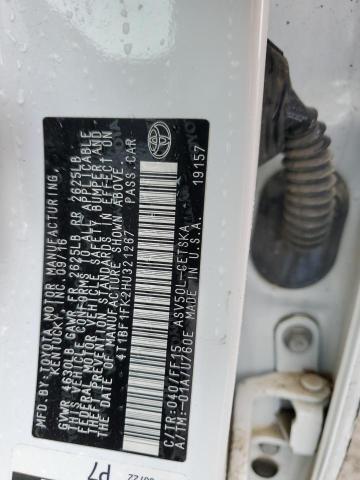 MFD.BY:TOYOTA MOTOR MANUFACTURING,
KENTUCKY, INC. 09/16
GVWR 4630LB GAWR FR 2625LB RR 2625LB
THIS VEHICLE CONFORMS TO ALL APPLICABLE
FEDERAL MOTOR VEHICLE SAFETY, BUMPER, AND
THEFT PREVENTION STANDARDS IN EFFECT ON
THE DATE OF MANUFACTURE SHOWN ABOVE.
4T1BF1FK2HU321267 PASS.CAR
C/TR:040/FF15 ASV50L-CETSKA
A/TM:-01A/U760E MADE IN U.S.A. 19157
P7